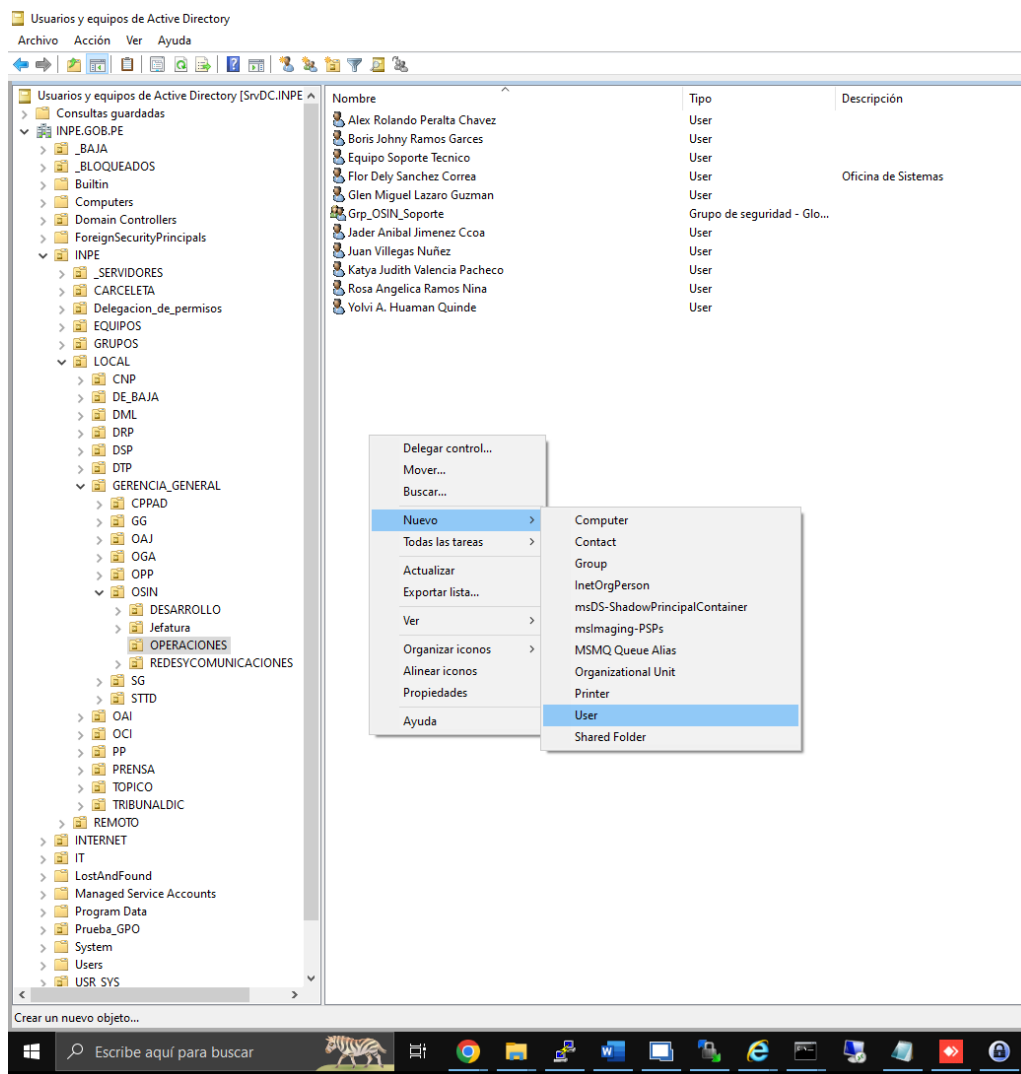 Usuarios y equipos de Active Directory
Archivo Acción Ver Ayuda
Usuarios y equipos de Active Directory [SrvDC.INPE
Consultas guardadas
INPE.GOB.PE
_BAJA
_BLOQUEADOS
Builtin
Computers
Domain Controllers
ForeignSecurityPrincipals
INPE
_SERVIDORES
CARCELETA
Delegacion_de_permisos
EQUIPOS
GRUPOS
LOCAL
CNP
DE_BAJA
DML
DRP
DSP
DTP
GERENCIA_GENERAL
CPPAD
GG
OAJ
OGA
OPP
OSIN
DESARROLLO
Jefatura
OPERACIONES
REDESYCOMUNICACIONES
SG
STTD
OAI
OCI
PP
PRENSA
TOPICO
TRIBUNALDIC
REMOTO
INTERNET
IT
LostAndFound
Managed Service Accounts
Program Data
Prueba_GPO
System
Users
USR SYS
Nombre Tipo Descripción
Alex Rolando Peralta Chavez User
Boris Johny Ramos Garces User
Equipo Soporte Tecnico User
Flor Dely Sanchez Correa User Oficina de Sistemas
Glen Miguel Lazaro Guzman User
Grp_OSIN_Soporte Grupo de seguridad - Glo...
Jader Anibal Jimenez Ccoa User
Juan Villegas Nuñez User
Katya Judith Valencia Pacheco User
Rosa Angelica Ramos Nina User
Yolvi A. Huaman Quinde User
Delegar control...
Mover...
Buscar...
Nuevo
Todas las tareas
Actualizar
Exportar lista...
Ver
Organizar iconos
Alinear iconos
Propiedades
Ayuda
Computer
Contact
Group
InetOrgPerson
msDS-ShadowPrincipalContainer
msImaging-PSPs
MSMQ Queue Alias
Organizational Unit
Printer
User
Shared Folder
Crear un nuevo objeto...
Escribe aquí para buscar